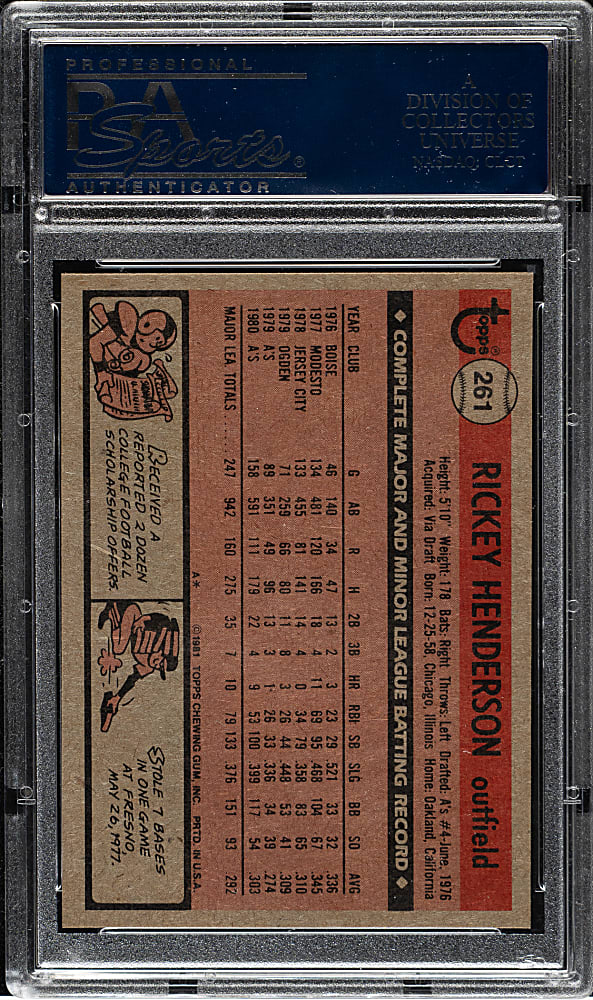 PROFESSIONAL
PSA
Sports®
AUTHENTICATOR
A
DIVISION OF
COLLECTORS
UNIVERSE
NASDAQ: CLCT
topps®
261
RICKEY HENDERSON outfield
Height: 5'10" Weight: 178 Bats: Right Throws: Left Drafted: A's #4-June, 1976
Acquired: Via Draft Born: 12-25-58, Chicago, Illinois Home: Oakland, California
◆ COMPLETE MAJOR AND MINOR LEAGUE BATTING RECORD ◆
YEAR CLUB G AB R H 2B 3B HR RBI SB SLG BB SO AVG
1976 BOISE 46 140 34 47 13 2 3 23 29 .521 33 32 .336
1977 MODESTO 134 481 120 166 18 4 11 69 95 .468 104 67 .345
1978 JERSEY CITY 133 455 81 141 14 4 0 34 79 .358 83 65 .310
1979 OGDEN 71 259 66 80 11 8 3 26 44 .448 53 41 .309
1979 A'S 89 351 49 96 13 3 1 26 33 .336 34 39 .274
1980 A'S 158 591 111 179 22 4 9 53 100 .399 117 54 .303
MAJOR LEA. TOTALS ..... 247 942 160 275 35 7 10 79 133 .376 151 93 .292
A* ©1981 TOPPS CHEWING GUM, INC. PRTD. IN U.S.A.
RECEIVED A
REPORTED 2 DOZEN
COLLEGE FOOTBALL
SCHOLARSHIP OFFERS.
STOLE 7 BASES
IN ONE GAME
AT FRESNO,
MAY 26, 1977.